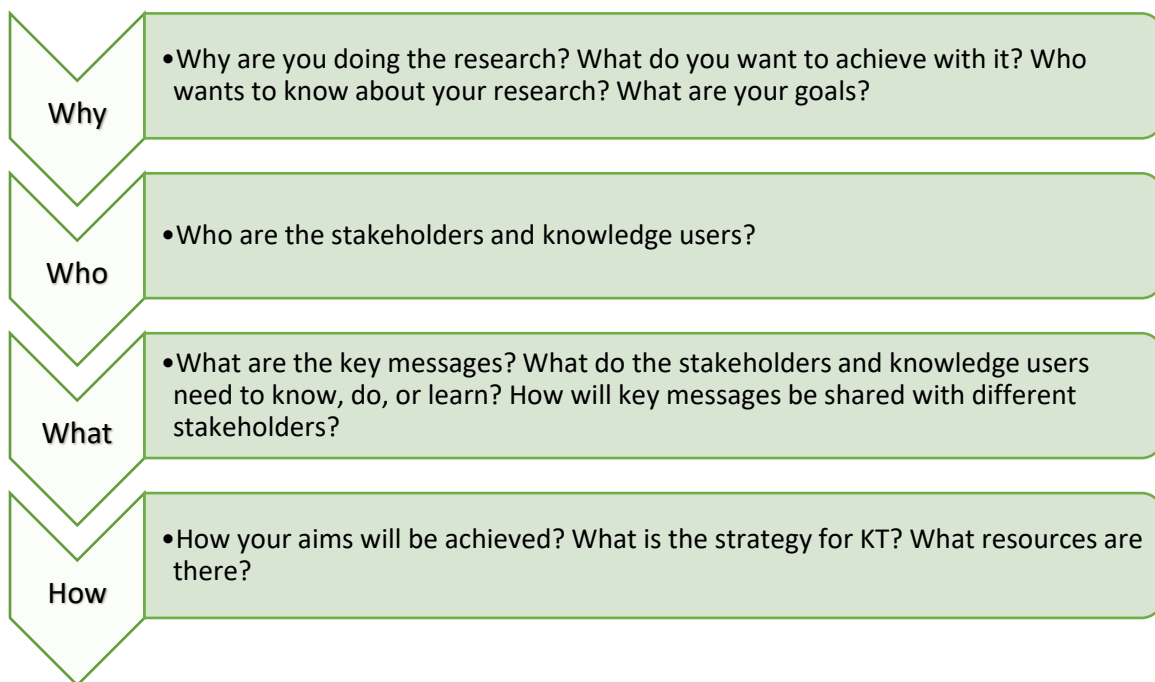 Why
•Why are you doing the research? What do you want to achieve with it? Who
wants to know about your research? What are your goals?
Who
•Who are the stakeholders and knowledge users?
What
•What are the key messages? What do the stakeholders and knowledge users
need to know, do, or learn? How will key messages be shared with different
stakeholders?
How
•How your aims will be achieved? What is the strategy for KT? What resources are
there?